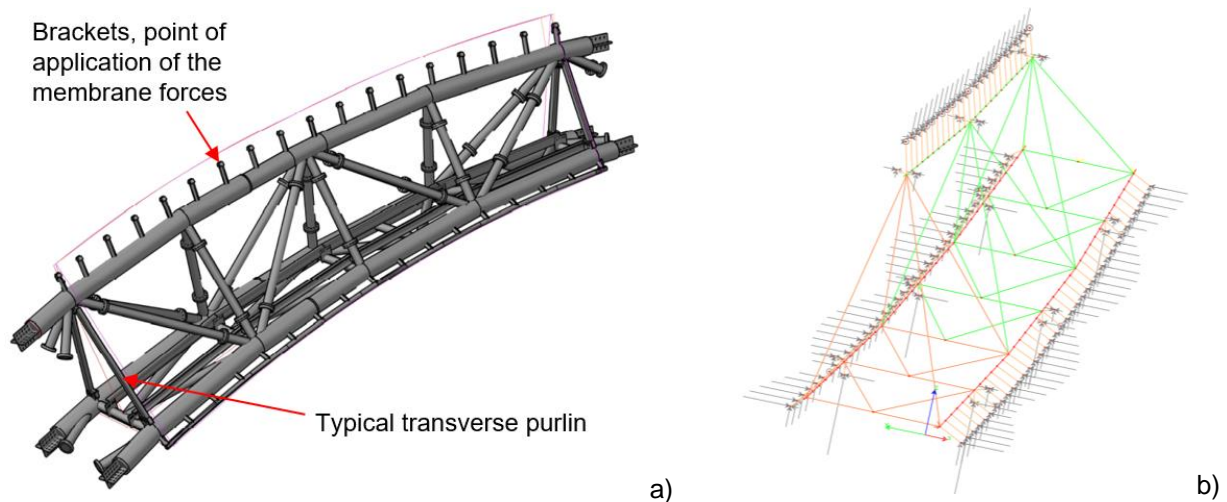 Brackets, point of
application of the
membrane forces
Typical transverse purlin
a)
b)